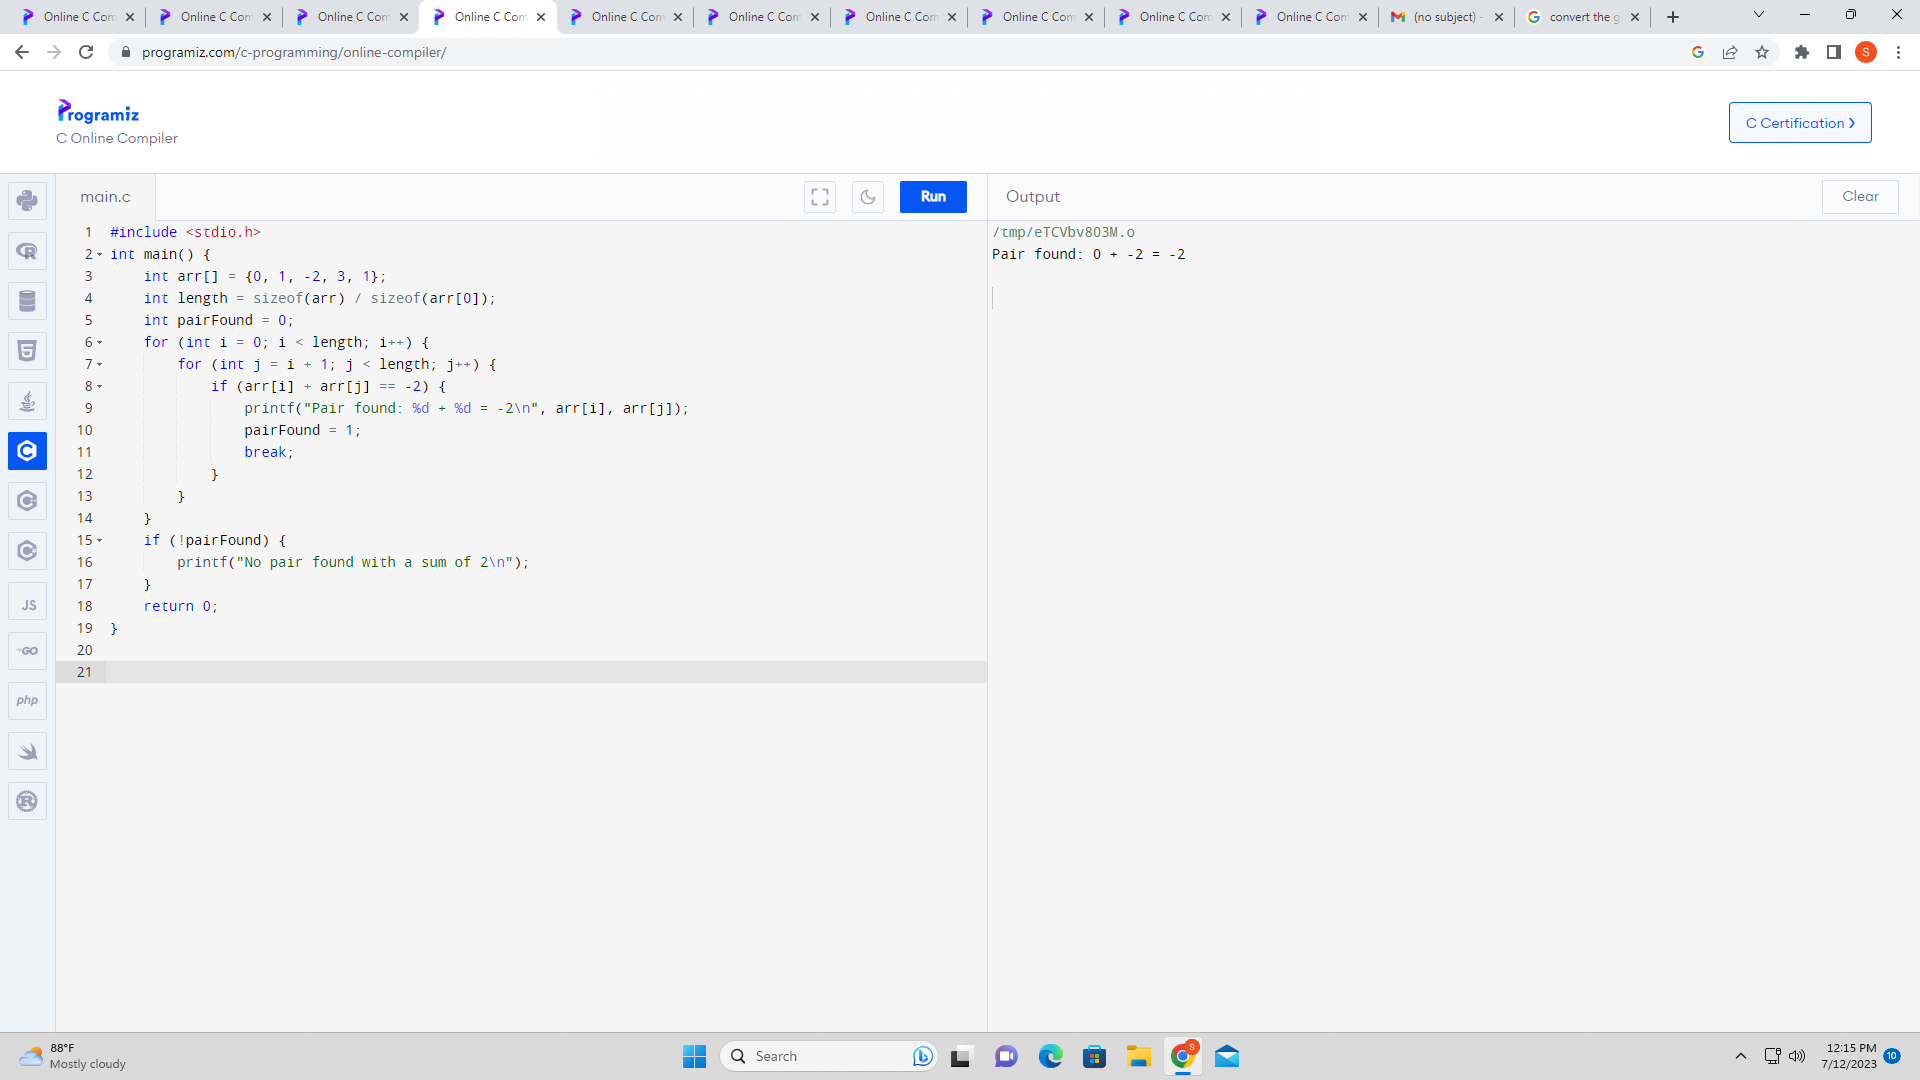 Online C Com
Online C Com
Online C Com
Online C Com
Online C Com
Online C Com
Online C Com
Online C Com
Online C Com
Online C Com
(no subject) -
convert the g
programiz.com/c-programming/online-compiler/
S
Programiz
C Online Compiler
C Certification
main.c
Run
Output
Clear
1 #include <stdio.h>
2 int main() {
3 int arr[] = {0, 1, -2, 3, 1};
4 int length = sizeof(arr) / sizeof(arr[0]);
5 int pairFound = 0;
6 for (int i = 0; i < length; i++) {
7 for (int j = i + 1; j < length; j++) {
8 if (arr[i] + arr[j] == -2) {
9 printf("Pair found: %d + %d = -2\n", arr[i], arr[j]);
10 pairFound = 1;
11 break;
12 }
13 }
14 }
15 if (!pairFound) {
16 printf("No pair found with a sum of 2\n");
17 }
18 return 0;
19 }
20
21
/tmp/eTCVbv8O3M.o
Pair found: 0 + -2 = -2
JS
GO
php
88°F
Mostly cloudy
Search
S
12:15 PM
7/12/2023
10